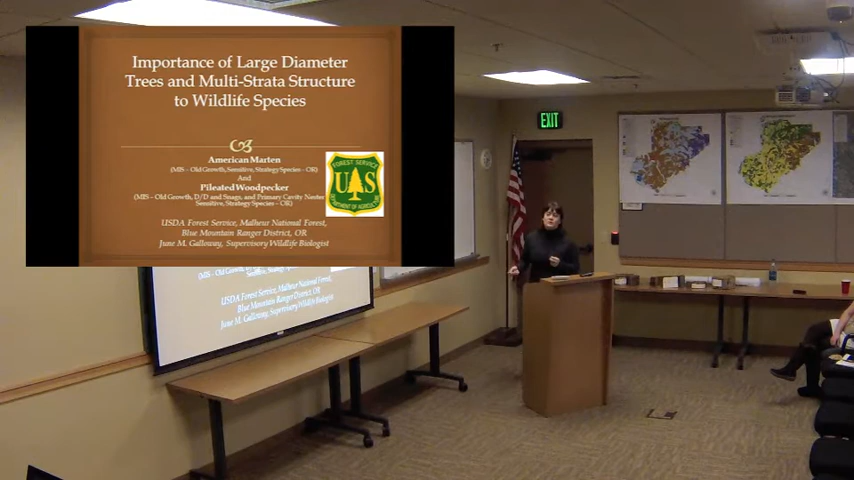 Importance of Large Diameter
Trees and Multi-Strata Structure
to Wildlife Species
American Marten
(MIS – Old Growth, Sensitive, Strategy Species – OR)
And
Pileated Woodpecker
(MIS – Old Growth, D/D and Snags, and Primary Cavity Nester
Sensitive, Strategy Species – OR)
USDA Forest Service, Malheur National Forest,
Blue Mountain Ranger District, OR
June M. Galloway, Supervisory Wildlife Biologist
FOREST SERVICE
U S
DEPARTMENT OF AGRICULTURE
EXIT
USDA Forest Service, Malheur National Forest,
Blue Mountain Ranger District, OR
June M. Galloway, Supervisory Wildlife Biologist